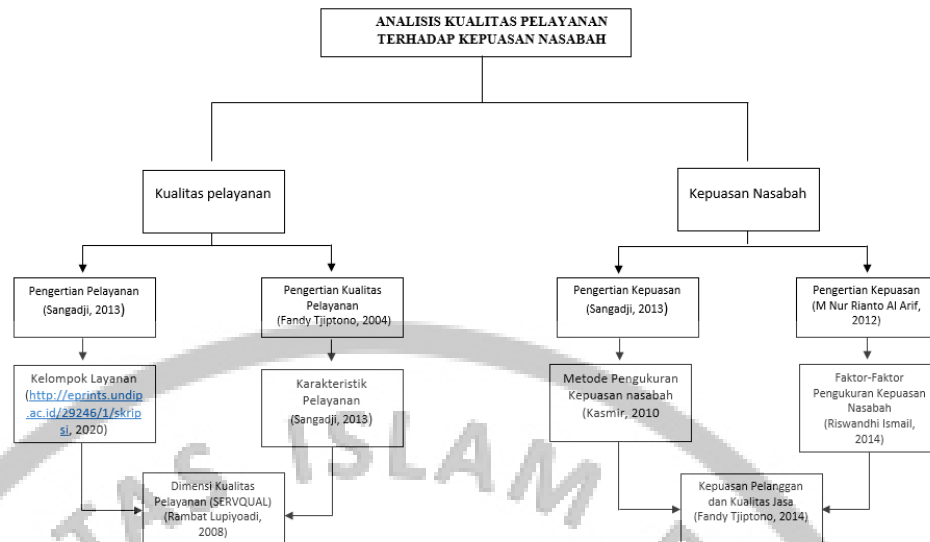 ANALISIS KUALITAS PELAYANAN
TERHADAP KEPUASAN NASABAH
Kualitas pelayanan
Kepuasan Nasabah
Pengertian Pelayanan
(Sangadji, 2013)
Pengertian Kualitas
Pelayanan
(Fandy Tjiptono, 2004)
Pengertian Kepuasan
(Sangadji, 2013)
Pengertian Kepuasan
(M Nur Rianto Al Arif,
2012)
Kelompok Layanan
(http://eprints.undip
.ac.id/29246/1/skrip
si, 2020)
Karakteristik
Pelayanan
(Sangadji, 2013)
Metode Pengukuran
Kepuasan nasabah
(Kasmir, 2010
Faktor-Faktor
Pengukuran Kepuasan
Nasabah
(Riswandhi Ismail,
2014)
Dimensi Kualitas
Pelayanan (SERVQUAL)
(Rambat Lupiyoadi,
2008)
Kepuasan Pelanggan
dan Kualitas Jasa
(Fandy Tjiptono, 2014)
TAS ISLAM